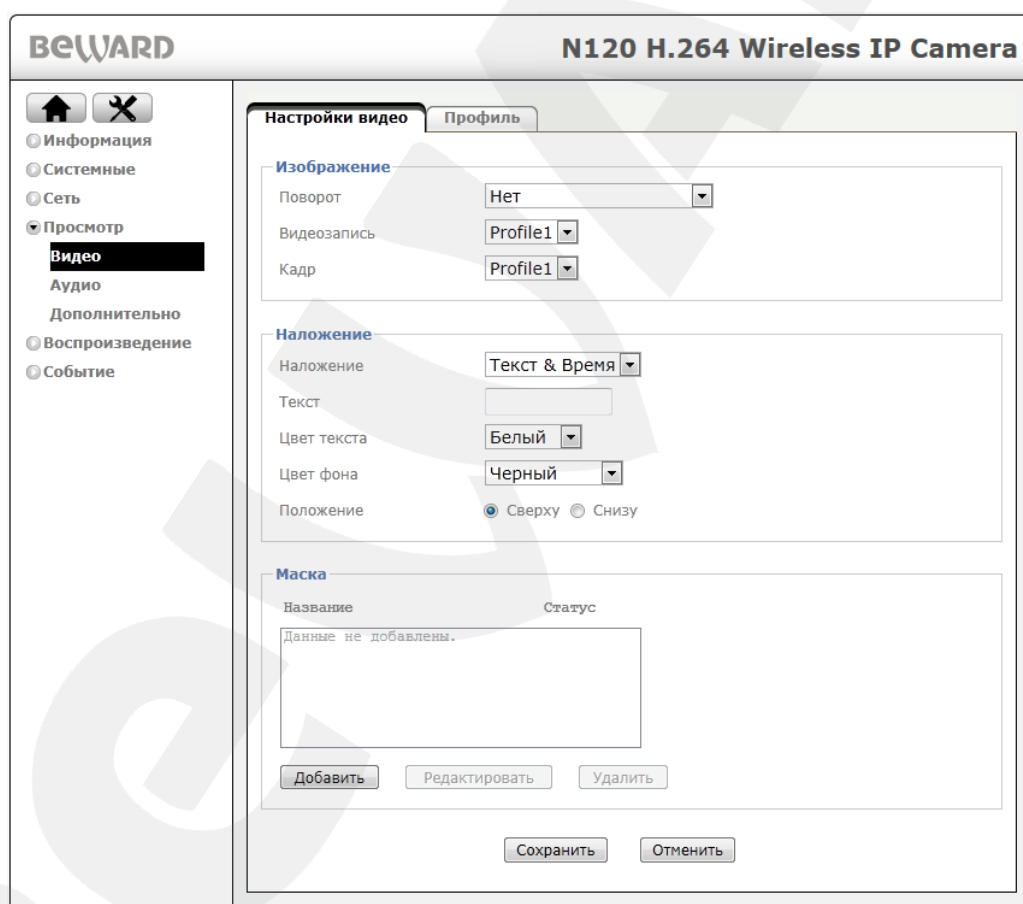 BEWARD
N120 H.264 Wireless IP Camera
Информация
Системные
Сеть
Просмотр
Видео
Аудио
Дополнительно
Воспроизведение
Событие
Настройки видео Профиль
Изображение
Поворот Нет
Видеозапись Profile1
Кадр Profile1
Наложение
Наложение Текст & Время
Текст
Цвет текста Белый
Цвет фона Черный
Положение Сверху Снизу
Маска
Название Статус
Данные не добавлены.
Добавить Редактировать Удалить
Сохранить Отменить